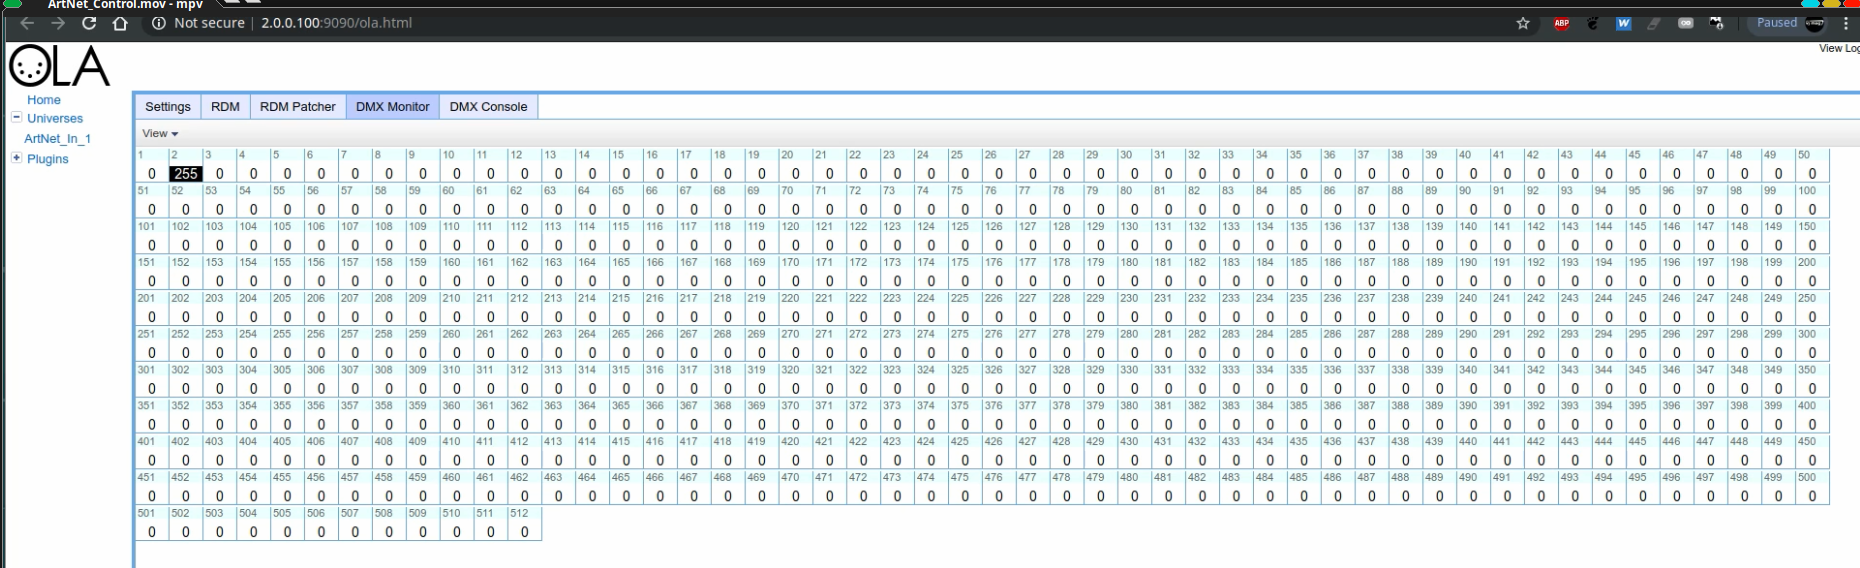 ArtNet_Control.mov - mpv
Not secure | 2.0.0.100:9090/ola.html ABP W Paused
View Log
OLA
Home
Universes
ArtNet_In_1
Plugins
Settings RDM RDM Patcher DMX Monitor DMX Console
View
1 2 3 4 5 6 7 8 9 10 11 12 13 14 15 16 17 18 19 20 21 22 23 24 25 26 27 28 29 30 31 32 33 34 35 36 37 38 39 40 41 42 43 44 45 46 47 48 49 50
0 255 0 0 0 0 0 0 0 0 0 0 0 0 0 0 0 0 0 0 0 0 0 0 0 0 0 0 0 0 0 0 0 0 0 0 0 0 0 0 0 0 0 0 0 0 0 0 0 0
51 52 53 54 55 56 57 58 59 60 61 62 63 64 65 66 67 68 69 70 71 72 73 74 75 76 77 78 79 80 81 82 83 84 85 86 87 88 89 90 91 92 93 94 95 96 97 98 99 100
0 0 0 0 0 0 0 0 0 0 0 0 0 0 0 0 0 0 0 0 0 0 0 0 0 0 0 0 0 0 0 0 0 0 0 0 0 0 0 0 0 0 0 0 0 0 0 0 0 0
101 102 103 104 105 106 107 108 109 110 111 112 113 114 115 116 117 118 119 120 121 122 123 124 125 126 127 128 129 130 131 132 133 134 135 136 137 138 139 140 141 142 143 144 145 146 147 148 149 150
0 0 0 0 0 0 0 0 0 0 0 0 0 0 0 0 0 0 0 0 0 0 0 0 0 0 0 0 0 0 0 0 0 0 0 0 0 0 0 0 0 0 0 0 0 0 0 0 0 0
151 152 153 154 155 156 157 158 159 160 161 162 163 164 165 166 167 168 169 170 171 172 173 174 175 176 177 178 179 180 181 182 183 184 185 186 187 188 189 190 191 192 193 194 195 196 197 198 199 200
0 0 0 0 0 0 0 0 0 0 0 0 0 0 0 0 0 0 0 0 0 0 0 0 0 0 0 0 0 0 0 0 0 0 0 0 0 0 0 0 0 0 0 0 0 0 0 0 0 0
201 202 203 204 205 206 207 208 209 210 211 212 213 214 215 216 217 218 219 220 221 222 223 224 225 226 227 228 229 230 231 232 233 234 235 236 237 238 239 240 241 242 243 244 245 246 247 248 249 250
0 0 0 0 0 0 0 0 0 0 0 0 0 0 0 0 0 0 0 0 0 0 0 0 0 0 0 0 0 0 0 0 0 0 0 0 0 0 0 0 0 0 0 0 0 0 0 0 0 0
251 252 253 254 255 256 257 258 259 260 261 262 263 264 265 266 267 268 269 270 271 272 273 274 275 276 277 278 279 280 281 282 283 284 285 286 287 288 289 290 291 292 293 294 295 296 297 298 299 300
0 0 0 0 0 0 0 0 0 0 0 0 0 0 0 0 0 0 0 0 0 0 0 0 0 0 0 0 0 0 0 0 0 0 0 0 0 0 0 0 0 0 0 0 0 0 0 0 0 0
301 302 303 304 305 306 307 308 309 310 311 312 313 314 315 316 317 318 319 320 321 322 323 324 325 326 327 328 329 330 331 332 333 334 335 336 337 338 339 340 341 342 343 344 345 346 347 348 349 350
0 0 0 0 0 0 0 0 0 0 0 0 0 0 0 0 0 0 0 0 0 0 0 0 0 0 0 0 0 0 0 0 0 0 0 0 0 0 0 0 0 0 0 0 0 0 0 0 0 0
351 352 353 354 355 356 357 358 359 360 361 362 363 364 365 366 367 368 369 370 371 372 373 374 375 376 377 378 379 380 381 382 383 384 385 386 387 388 389 390 391 392 393 394 395 396 397 398 399 400
0 0 0 0 0 0 0 0 0 0 0 0 0 0 0 0 0 0 0 0 0 0 0 0 0 0 0 0 0 0 0 0 0 0 0 0 0 0 0 0 0 0 0 0 0 0 0 0 0 0
401 402 403 404 405 406 407 408 409 410 411 412 413 414 415 416 417 418 419 420 421 422 423 424 425 426 427 428 429 430 431 432 433 434 435 436 437 438 439 440 441 442 443 444 445 446 447 448 449 450
0 0 0 0 0 0 0 0 0 0 0 0 0 0 0 0 0 0 0 0 0 0 0 0 0 0 0 0 0 0 0 0 0 0 0 0 0 0 0 0 0 0 0 0 0 0 0 0 0 0
451 452 453 454 455 456 457 458 459 460 461 462 463 464 465 466 467 468 469 470 471 472 473 474 475 476 477 478 479 480 481 482 483 484 485 486 487 488 489 490 491 492 493 494 495 496 497 498 499 500
0 0 0 0 0 0 0 0 0 0 0 0 0 0 0 0 0 0 0 0 0 0 0 0 0 0 0 0 0 0 0 0 0 0 0 0 0 0 0 0 0 0 0 0 0 0 0 0 0 0
501 502 503 504 505 506 507 508 509 510 511 512
0 0 0 0 0 0 0 0 0 0 0 0